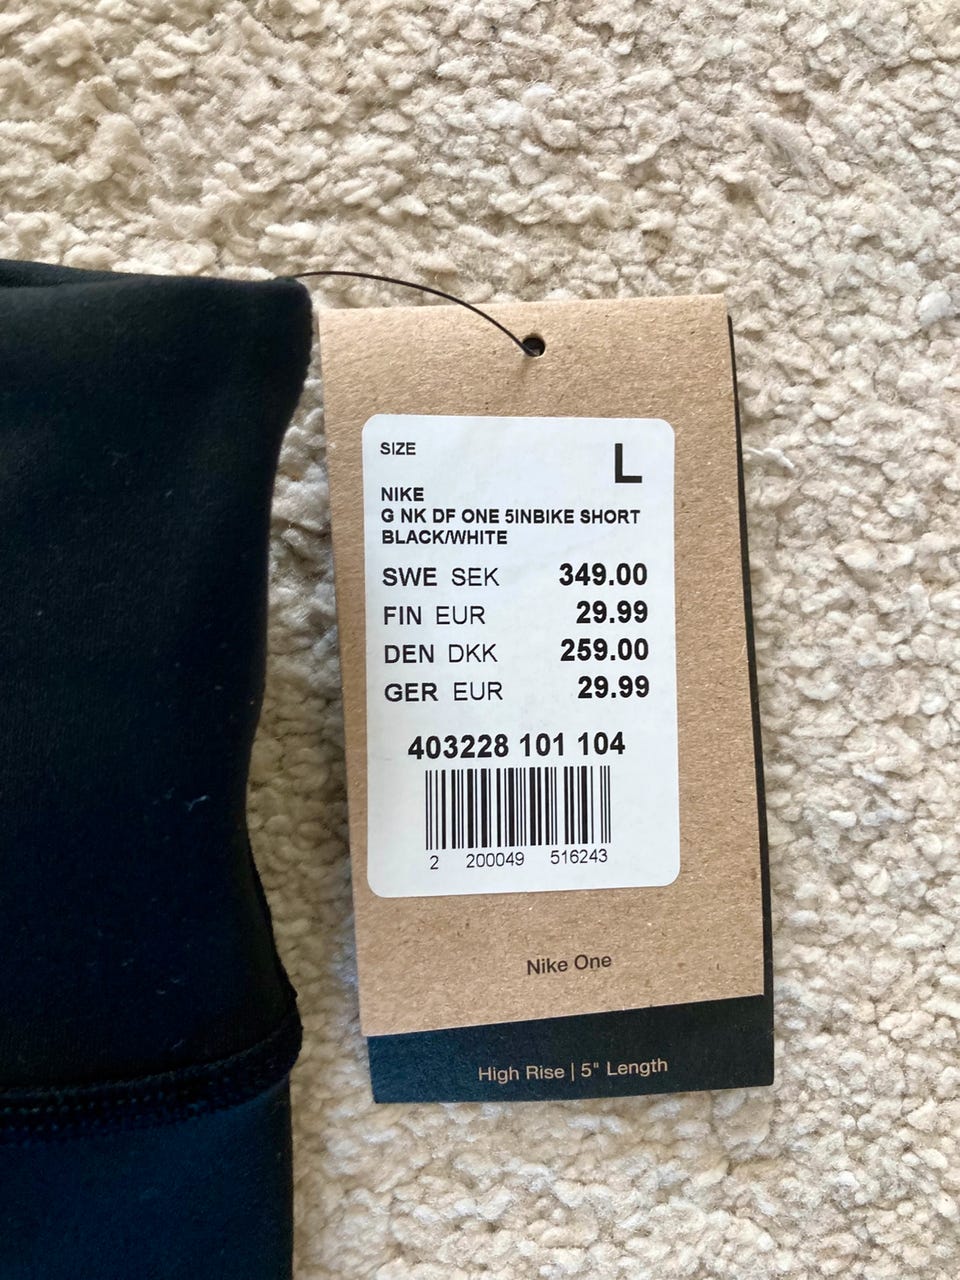 SIZE
L
NIKE
G NK DF ONE 5INBIKE SHORT
BLACK/WHITE
SWE SEK 349.00
FIN EUR 29.99
DEN DKK 259.00
GER EUR 29.99
403228 101 104
2 200049 516243
Nike One
High Rise | 5" Length